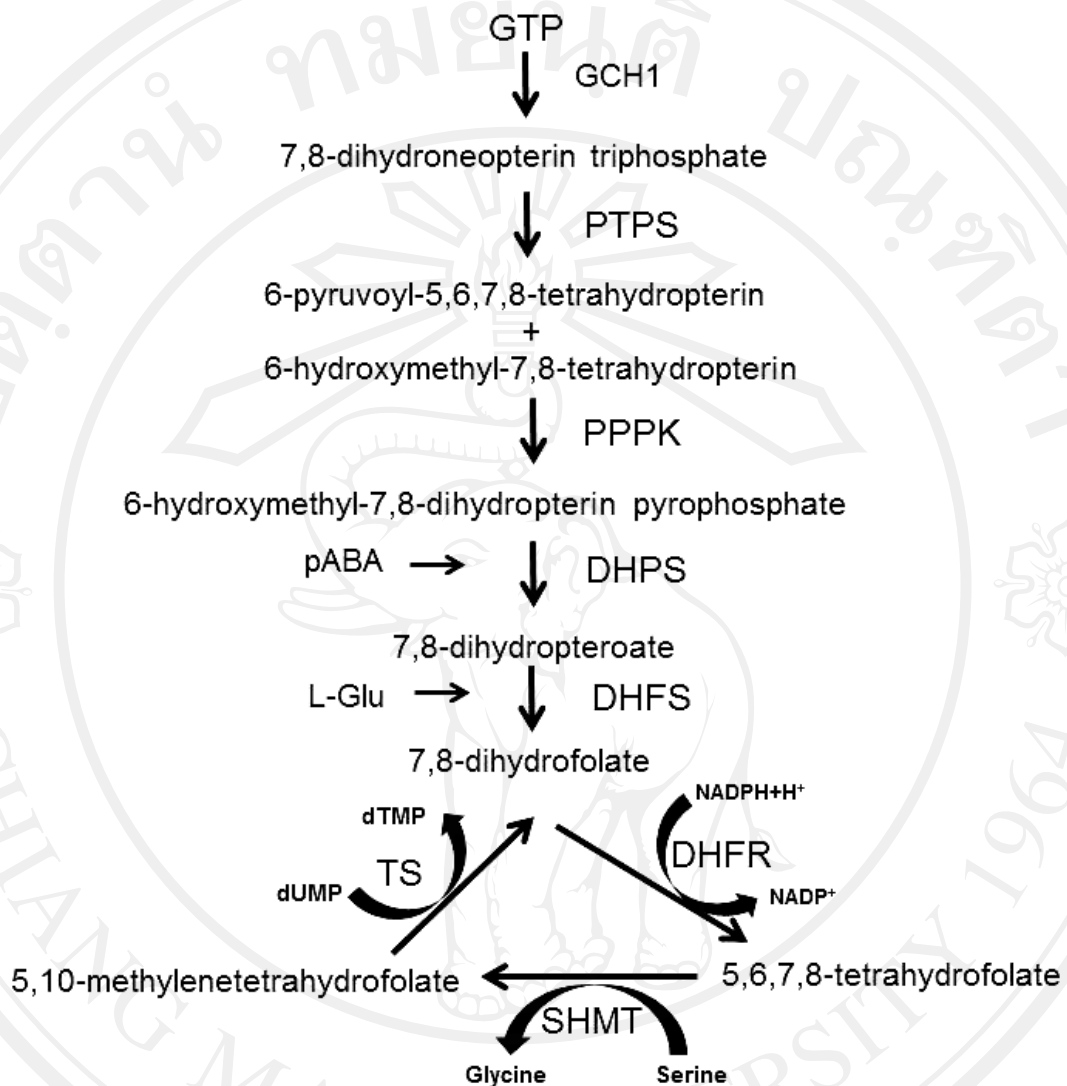 GTP
GCH1
7,8-dihydroneopterin triphosphate
PTPS
6-pyruvoyl-5,6,7,8-tetrahydropterin
+
6-hydroxymethyl-7,8-tetrahydropterin
PPPK
6-hydroxymethyl-7,8-dihydropterin pyrophosphate
pABA
DHPS
7,8-dihydropteroate
L-Glu
DHFS
7,8-dihydrofolate
NADPH+H⁺
dTMP
TS
DHFR
dUMP
NADP⁺
5,10-methylenetetrahydrofolate
5,6,7,8-tetrahydrofolate
SHMT
Glycine
Serine
1964